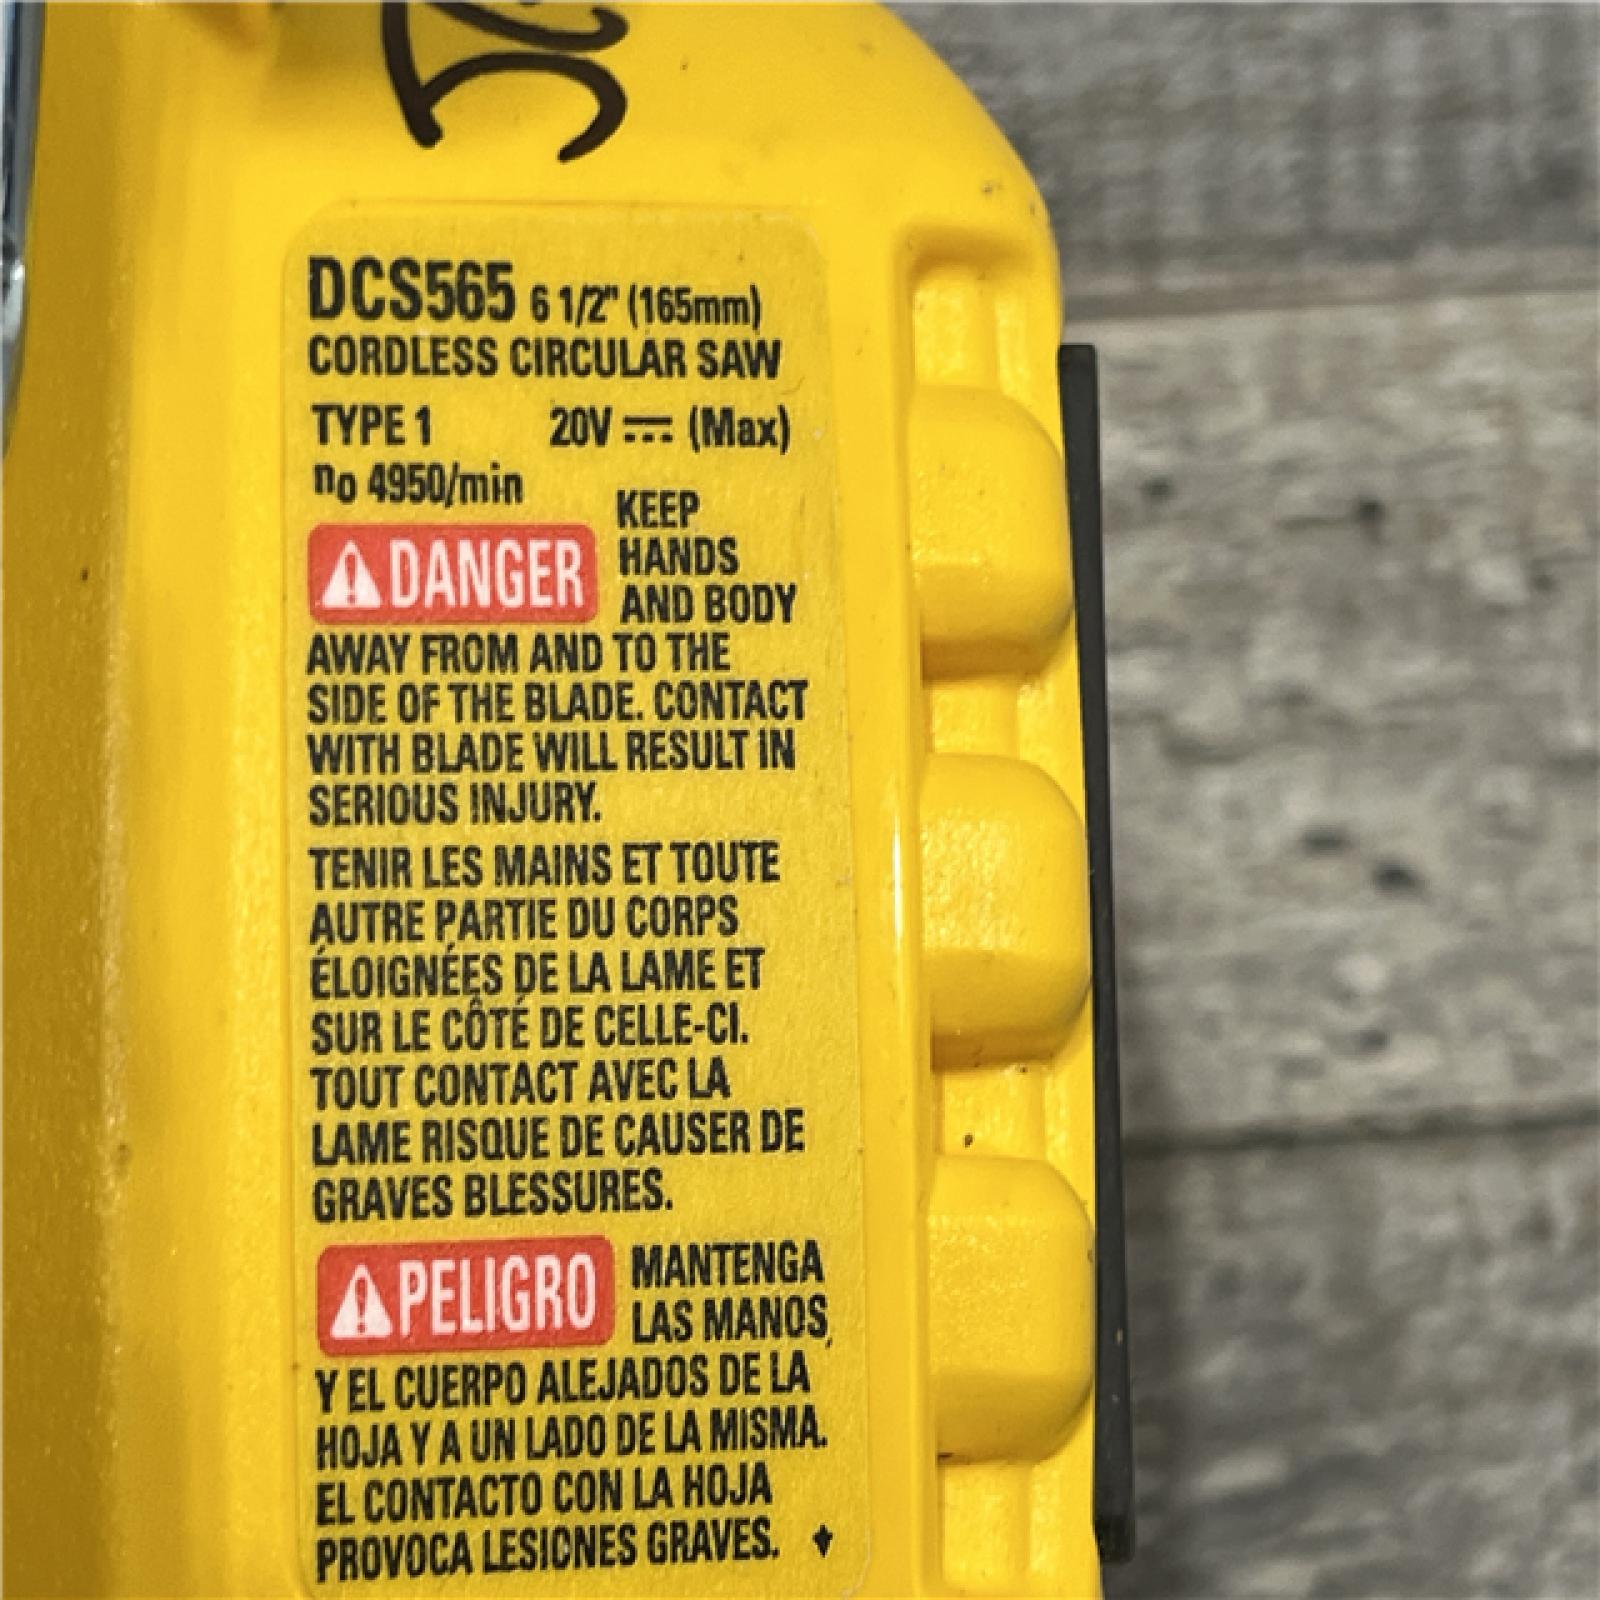 DCS565 6 1/2" (165mm)
CORDLESS CIRCULAR SAW
TYPE 1 20V ⎓ (Max)
no 4950/min
DANGER KEEP
HANDS
AND BODY
AWAY FROM AND TO THE
SIDE OF THE BLADE. CONTACT
WITH BLADE WILL RESULT IN
SERIOUS INJURY.
TENIR LES MAINS ET TOUTE
AUTRE PARTIE DU CORPS
ÉLOIGNÉES DE LA LAME ET
SUR LE CÔTÉ DE CELLE-CI.
TOUT CONTACT AVEC LA
LAME RISQUE DE CAUSER DE
GRAVES BLESSURES.
PELIGRO MANTENGA
LAS MANOS
Y EL CUERPO ALEJADOS DE LA
HOJA Y A UN LADO DE LA MISMA.
EL CONTACTO CON LA HOJA
PROVOCA LESIONES GRAVES.